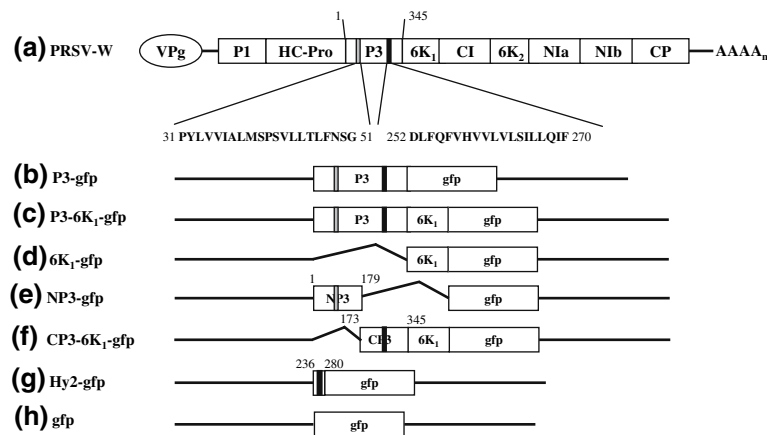 1 345
(a) PRSV-W VPg P1 HC-Pro P3 6K₁ CI 6K₂ NIa NIb CP AAAAₙ
31 PYLVVIALMSPSVLLTLFNSG 51 252 DLFQFVHVVLVLSILLQIF 270
(b) P3-gfp P3 gfp
(c) P3-6K₁-gfp P3 6K₁ gfp
(d) 6K₁-gfp 6K₁ gfp
1 179
(e) NP3-gfp NP3 gfp
173 345
(f) CP3-6K₁-gfp CP3 6K₁ gfp
236 280
(g) Hy2-gfp gfp
(h) gfp gfp